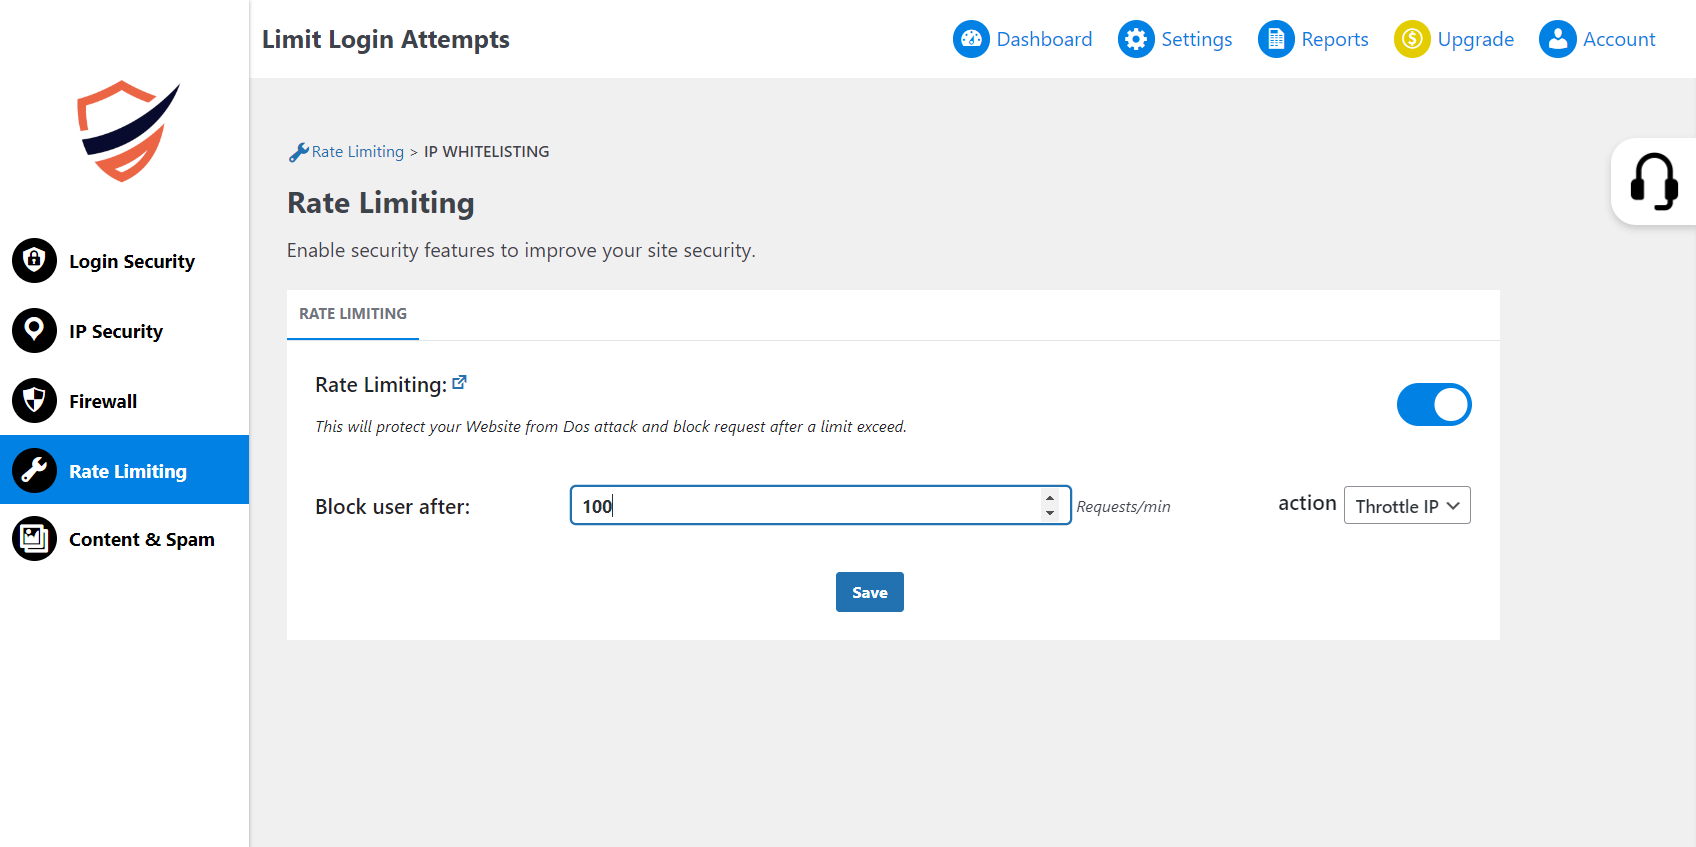 Limit Login Attempts
Dashboard
Settings
Reports
Upgrade
Account
Login Security
IP Security
Firewall
Rate Limiting
Content & Spam
Rate Limiting > IP WHITELISTING
Rate Limiting
Enable security features to improve your site security.
RATE LIMITING
Rate Limiting:
This will protect your Website from Dos attack and block request after a limit exceed.
Block user after: 100 Requests/min action Throttle IP
Save